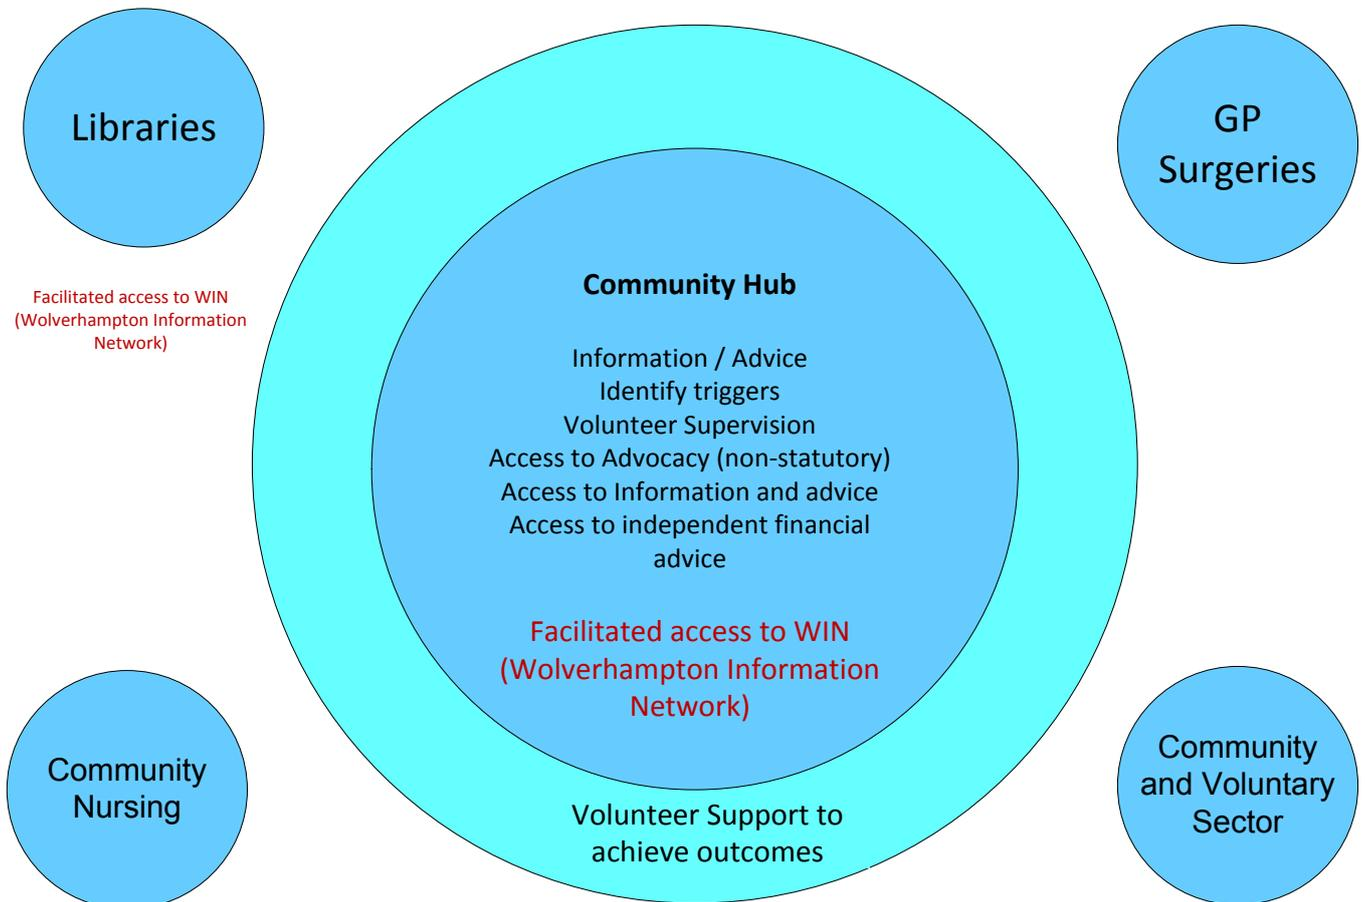 Libraries
GP
Surgeries
Facilitated access to WIN
(Wolverhampton Information
Network)
Community Hub
Information / Advice
Identify triggers
Volunteer Supervision
Access to Advocacy (non-statutory)
Access to Information and advice
Access to independent financial
advice
Facilitated access to WIN
(Wolverhampton Information
Network)
Community
Nursing
Community
and Voluntary
Sector
Volunteer Support to
achieve outcomes